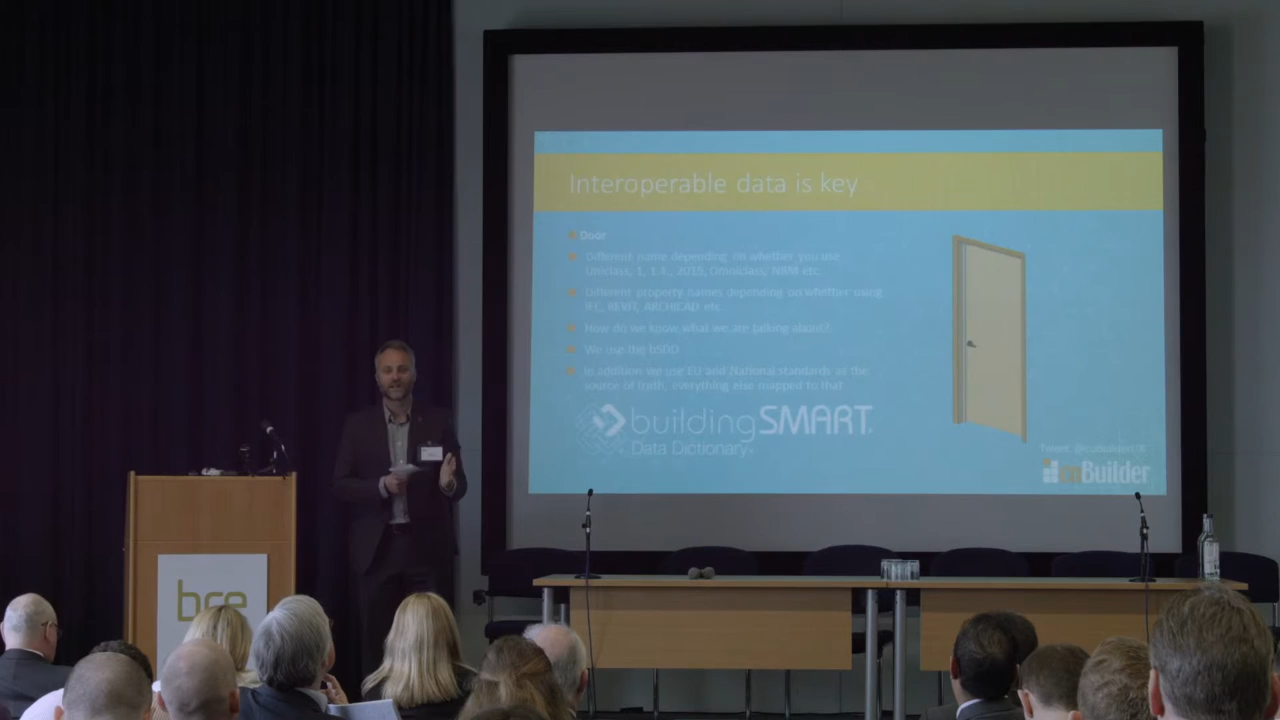 Interoperable data is key
Door
Different name depending on whether you use
Uniclass, 1, 1.4, 2015, Omniclass, NRM etc.
Different property names depending on whether using
IFC, REVIT, ARCHICAD etc.
How do we know what we are talking about?
We use the bSDD
In addition we use EU and National standards as the
source of truth, everything else mapped to that
buildingSMART
Data Dictionary
Tweet: @coBuilderUK
coBuilder
bre